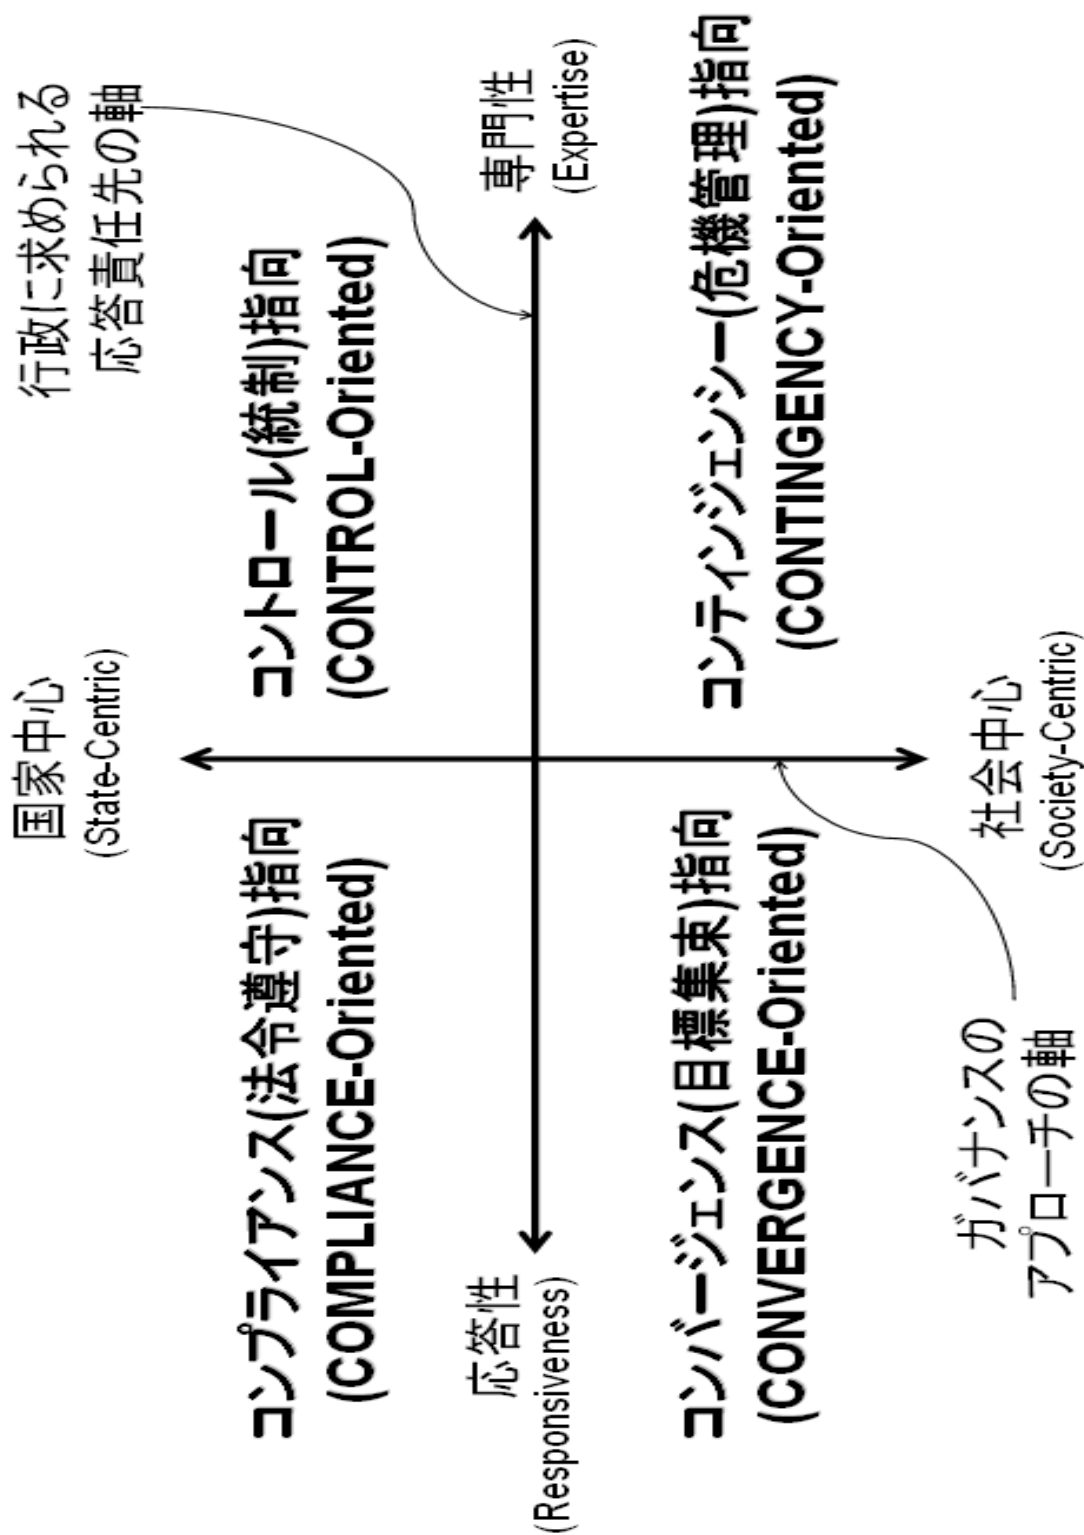 国家中心
(State-Centric)
行政に求められる
応答責任先の軸
コンプライアンス(法令遵守)指向
(COMPLIANCE-Oriented)
コントロール(統制)指向
(CONTROL-Oriented)
応答性
(Responsiveness)
専門性
(Expertise)
コンバージェンス(目標集束)指向
(CONVERGENCE-Oriented)
コンティンジェンシー(危機管理)指向
(CONTINGENCY-Oriented)
ガバナンスの
アプローチの軸
社会中心
(Society-Centric)